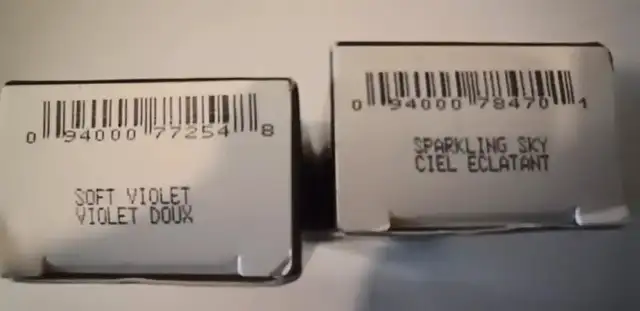 0 94000 77254 8
SOFT VIOLET
VIOLET DOUX
0 94000 78470 1
SPARKLING SKY
CIEL ECLATANT